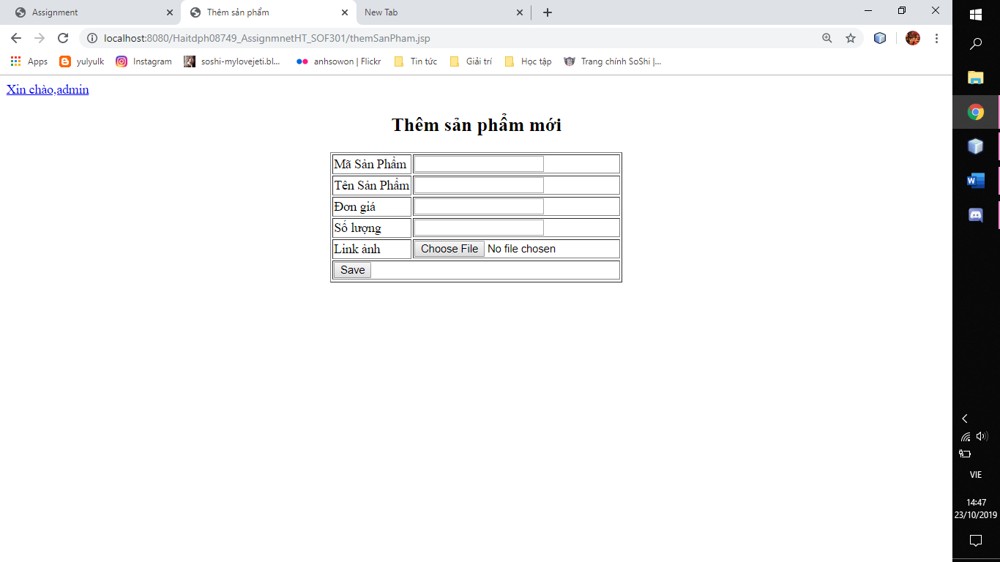 Assignment
Thêm sản phẩm
New Tab
localhost:8080/Haitdph08749_AssignmnetHT_SOF301/themSanPham.jsp
Apps
yulyulk
Instagram
soshi-mylovejeti.bl...
anhsowon | Flickr
Tin tức
Giải trí
Học tập
Trang chính SoShi |...
Xin chào,admin
Thêm sản phẩm mới
Mã Sản Phẩm
Tên Sản Phẩm
Đơn giá
Số lượng
Link ảnh
Choose File No file chosen
Save
VIE
14:47
23/10/2019